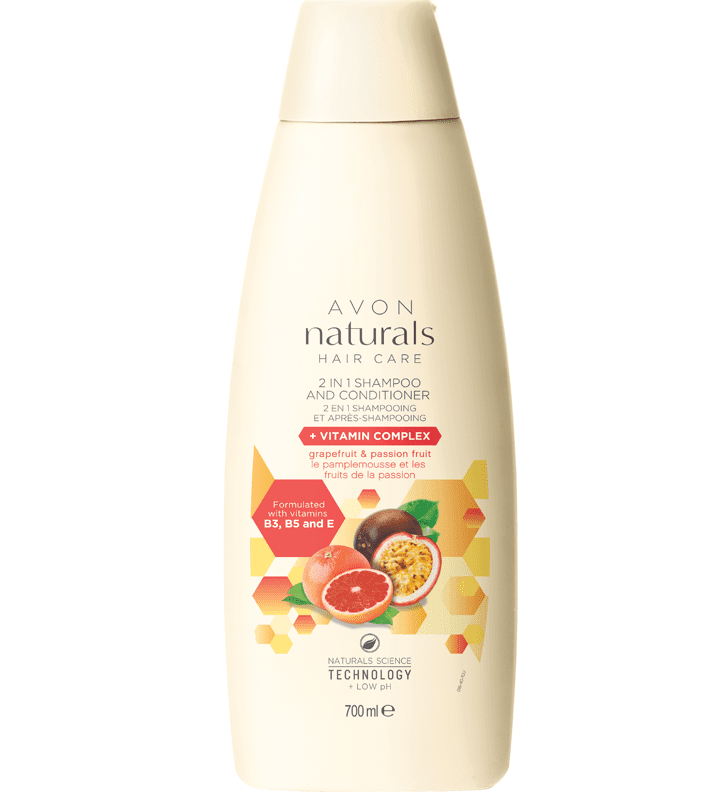 AVON
naturals
HAIR CARE
2 IN 1 SHAMPOO
AND CONDITIONER
2 EN 1 SHAMPOOING
ET APRÈS-SHAMPOOING
+ VITAMIN COMPLEX
grapefruit & passion fruit
le pamplemousse et les
fruits de la passion
Formulated
with vitamins
B3, B5 and E
NATURALS SCIENCE
TECHNOLOGY
+ LOW pH
700 ml ℮